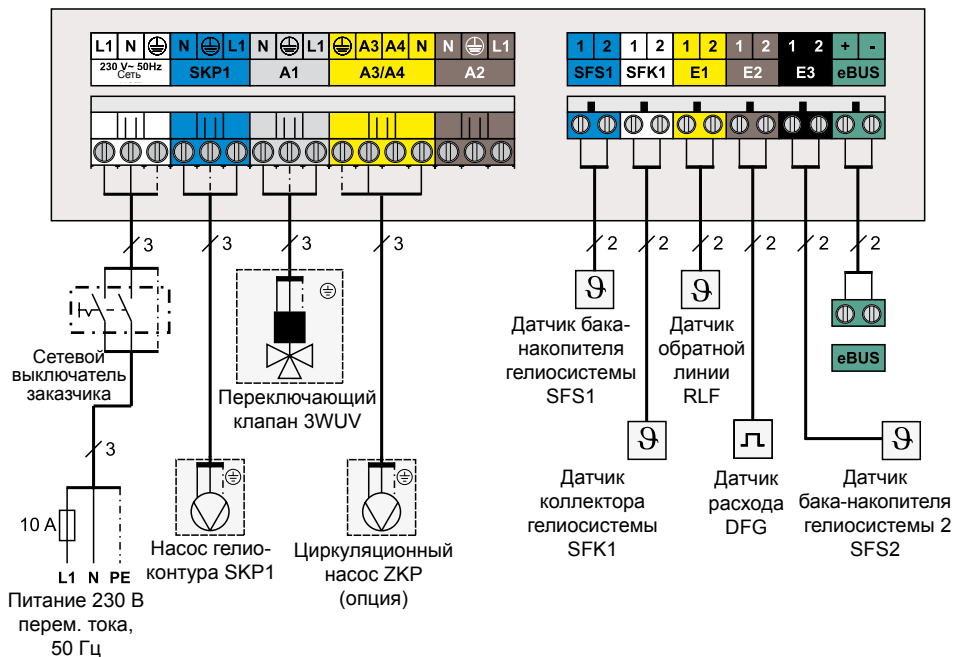 L1 N N L1 N L1 A3 A4 N N L1
230 V~ 50Hz
Сеть
SKP1 A1 A3/A4 A2
1 2 1 2 1 2 1 2 1 2 + -
SFS1 SFK1 E1 E2 E3 eBUS
3 3 3 3 2 2 2 2 2 2
Сетевой
выключатель
заказчика
Переключающий
клапан 3WUV
Датчик бака-
накопителя
гелиосистемы
SFS1
Датчик
обратной
линии
RLF
eBUS
3
10 A
L1 N PE
Питание 230 В
перем. тока,
50 Гц
Насос гелио-
контура SKP1
Циркуляционный
насос ZKP
(опция)
Датчик
коллектора
гелиосистемы
SFK1
Датчик
расхода
DFG
Датчик
бака-накопителя
гелиосистемы 2
SFS2